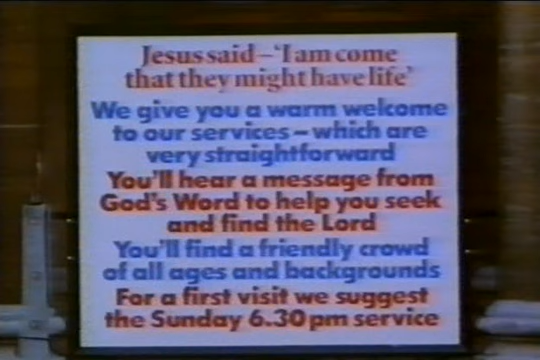 Jesus said – 'I am come
that they might have life'
We give you a warm welcome
to our services – which are
very straightforward
You'll hear a message from
God's Word to help you seek
and find the Lord
You'll find a friendly crowd
of all ages and backgrounds
For a first visit we suggest
the Sunday 6.30 pm service